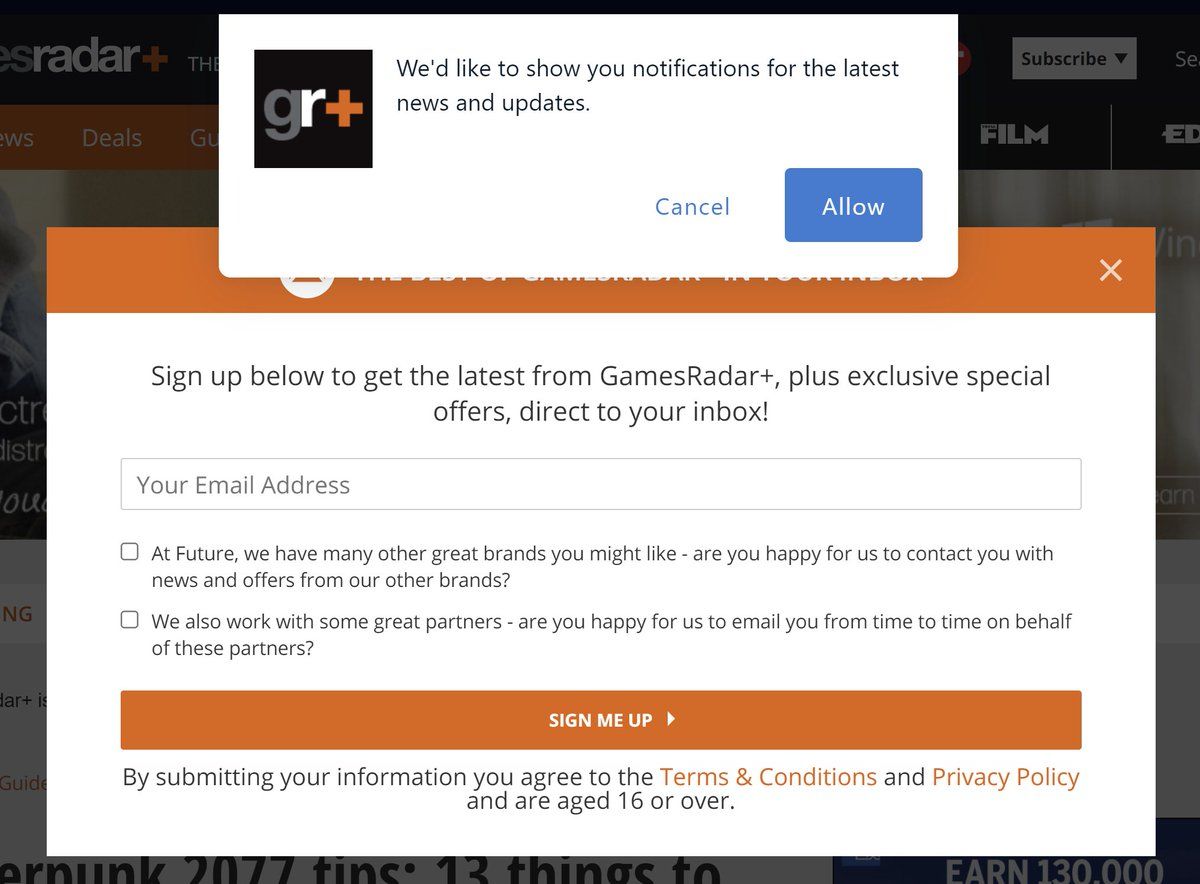 We'd like to show you notifications for the latest
news and updates.
gr+
Cancel
Allow
esradar+
THE
Subscribe ▼
Sea
ews
Deals
Gu
FILM
ED
THE BEST OF GAMESRADAR+ IN YOUR INBOX
Sign up below to get the latest from GamesRadar+, plus exclusive special
offers, direct to your inbox!
Your Email Address
At Future, we have many other great brands you might like - are you happy for us to contact you with
news and offers from our other brands?
We also work with some great partners - are you happy for us to email you from time to time on behalf
of these partners?
SIGN ME UP
By submitting your information you agree to the Terms & Conditions and Privacy Policy
and are aged 16 or over.
Win
ctre
distr
earn
NG
dar+ is
Guide
erpunk 2077 tips: 13 things to
EARN 130,000